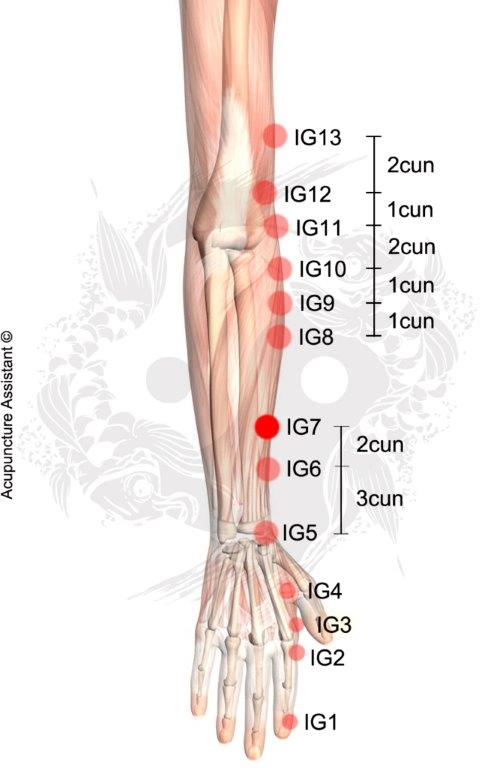 IG13
2cun
IG12
1cun
IG11
2cun
IG10
1cun
IG9
1cun
IG8
IG7
2cun
IG6
3cun
IG5
IG4
IG3
IG2
IG1
Acupuncture Assistant ©